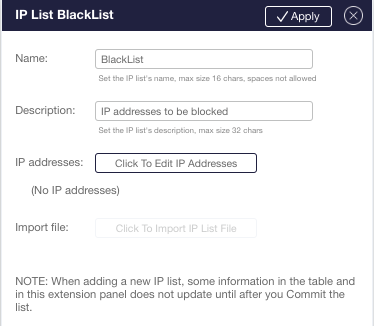 IP List BlackList
Apply
Name:
BlackList
Set the IP list's name, max size 16 chars, spaces not allowed
Description:
IP addresses to be blocked
Set the IP list's description, max size 32 chars
IP addresses:
Click To Edit IP Addresses
(No IP addresses)
Import file:
Click To Import IP List File
NOTE: When adding a new IP list, some information in the table and
in this extension panel does not update until after you Commit the
list.